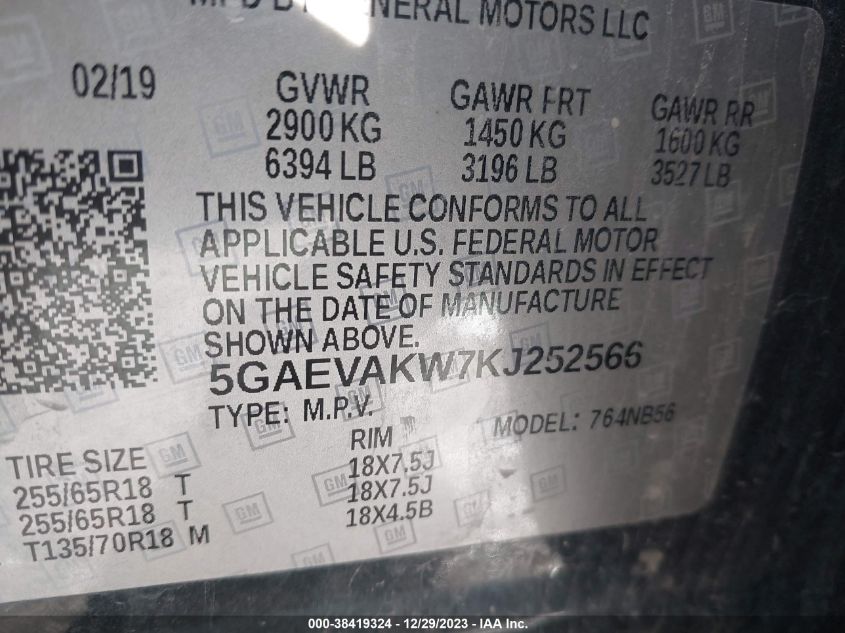 MFD BY GENERAL MOTORS LLC
02/19 GVWR GAWR FRT GAWR RR
2900 KG 1450 KG 1600 KG
6394 LB 3196 LB 3527 LB
THIS VEHICLE CONFORMS TO ALL
APPLICABLE U.S. FEDERAL MOTOR
VEHICLE SAFETY STANDARDS IN EFFECT
ON THE DATE OF MANUFACTURE
SHOWN ABOVE.
5GAEVAKW7KJ252566
TYPE: M.P.V. MODEL: 764NB56
TIRE SIZE RIM
255/65R18 T 18X7.5J
255/65R18 T 18X7.5J
T135/70R18 M 18X4.5B
000-38419324 - 12/29/2023 - IAA Inc.